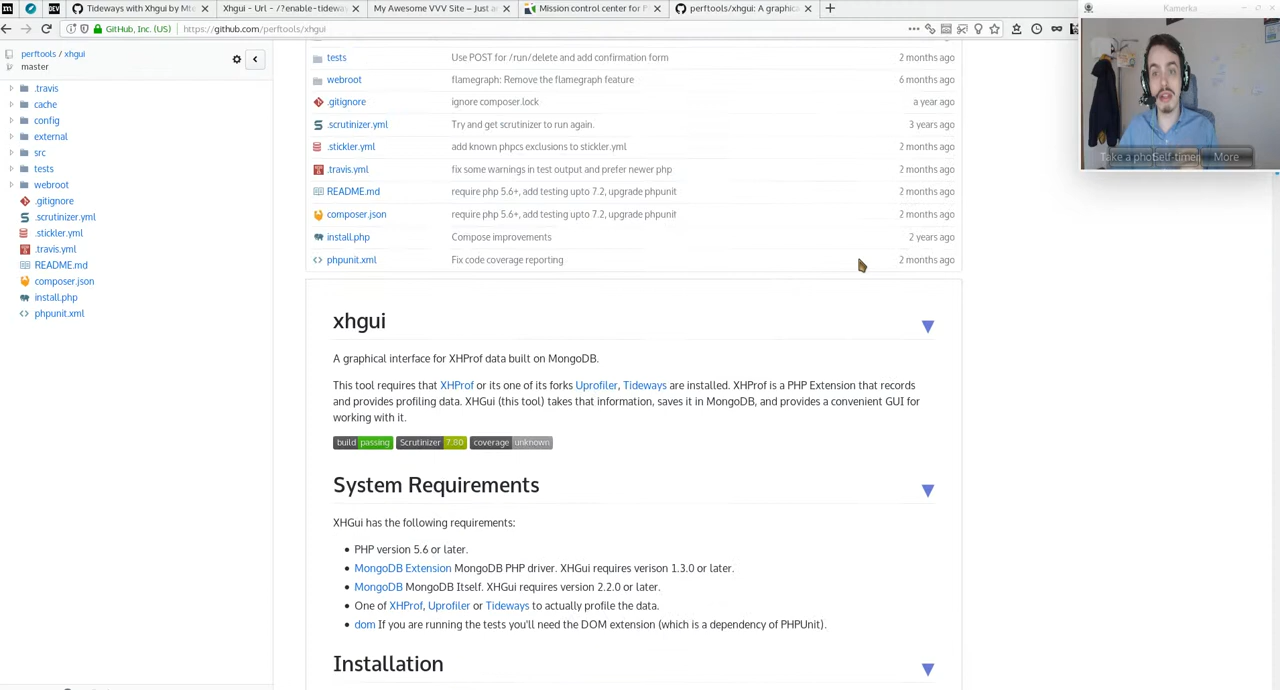 Tideways with Xhgui by Mte
Xhgui - Url - /?enable-tideway
My Awesome VVV Site – Just an
Mission control center for P
perftools/xhgui: A graphica
Kamerka
GitHub, Inc. (US)
https://github.com/perftools/xhgui
perftools / xhgui
master
.travis
cache
config
external
src
tests
webroot
.gitignore
.scrutinizer.yml
.stickler.yml
.travis.yml
README.md
composer.json
install.php
phpunit.xml
tests Use POST for /run/delete and add confirmation form 2 months ago
webroot flamegraph: Remove the flamegraph feature 6 months ago
.gitignore ignore composer.lock a year ago
.scrutinizer.yml Try and get scrutinizer to run again. 3 years ago
.stickler.yml add known phpcs exclusions to stickler.yml 2 months ago
.travis.yml fix some warnings in test output and prefer newer php 2 months ago
README.md require php 5.6+, add testing upto 7.2, upgrade phpunit 2 months ago
composer.json require php 5.6+, add testing upto 7.2, upgrade phpunit 2 months ago
install.php Compose improvements 2 years ago
phpunit.xml Fix code coverage reporting 2 months ago
Take a phot Self-timer More
xhgui
A graphical interface for XHProf data built on MongoDB.
This tool requires that XHProf or its one of its forks Uprofiler, Tideways are installed. XHProf is a PHP Extension that records
and provides profiling data. XHGui (this tool) takes that information, saves it in MongoDB, and provides a convenient GUI for
working with it.
build passing Scrutinizer 7.80 coverage unknown
System Requirements
XHGui has the following requirements:
• PHP version 5.6 or later.
• MongoDB Extension MongoDB PHP driver. XHGui requires verison 1.3.0 or later.
• MongoDB MongoDB Itself. XHGui requires version 2.2.0 or later.
• One of XHProf, Uprofiler or Tideways to actually profile the data.
• dom If you are running the tests you'll need the DOM extension (which is a dependency of PHPUnit).
Installation